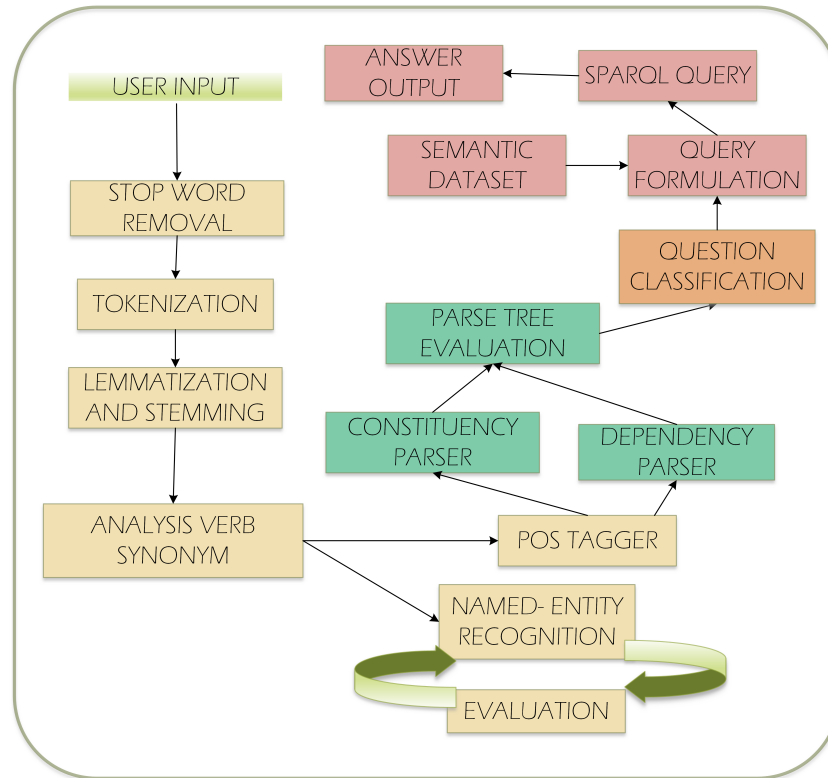 USER INPUT
STOP WORD
REMOVAL
TOKENIZATION
LEMMATIZATION
AND STEMMING
ANALYSIS VERB
SYNONYM
POS TAGGER
NAMED- ENTITY
RECOGNITION
EVALUATION
CONSTITUENCY
PARSER
DEPENDENCY
PARSER
PARSE TREE
EVALUATION
QUESTION
CLASSIFICATION
SEMANTIC
DATASET
QUERY
FORMULATION
SPARQL QUERY
ANSWER
OUTPUT